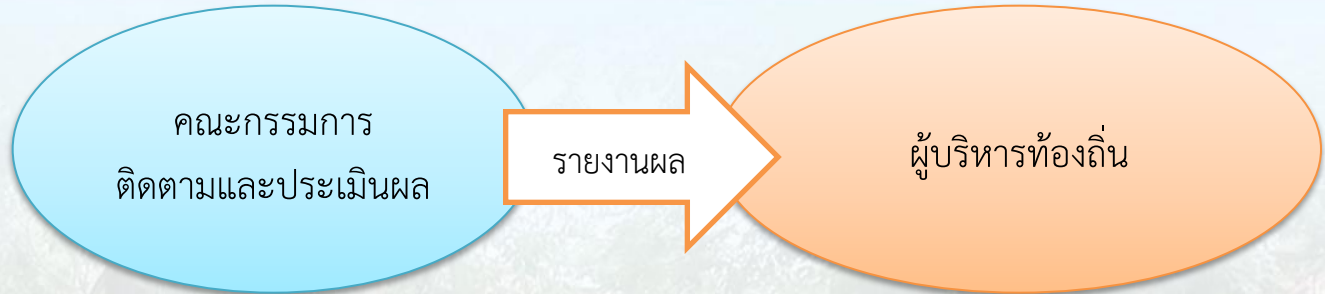 คณะกรรมการ
ติดตามและประเมินผล
รายงานผล
ผู้บริหารท้องถิ่น